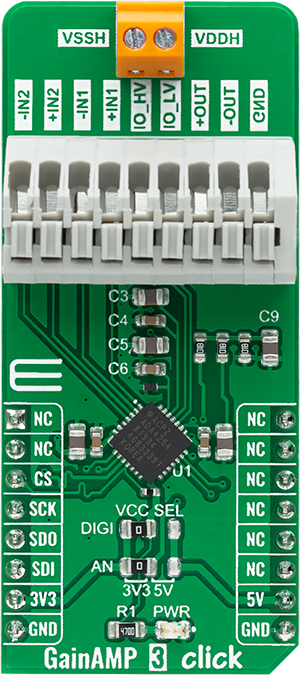 VSSH VDDH
-IN2 +IN2 -IN1 +IN1 IO_HV IO_LV +OUT -OUT GND
C3
C4 C9
C5
C6
NC NC
NC U1 NC
CS VCC SEL NC
SCK DIGI NC
SDO NC
SDI AN NC
3V3 3V3 5V 5V
GND R1 PWR GND
4700
GainAMP 3 click